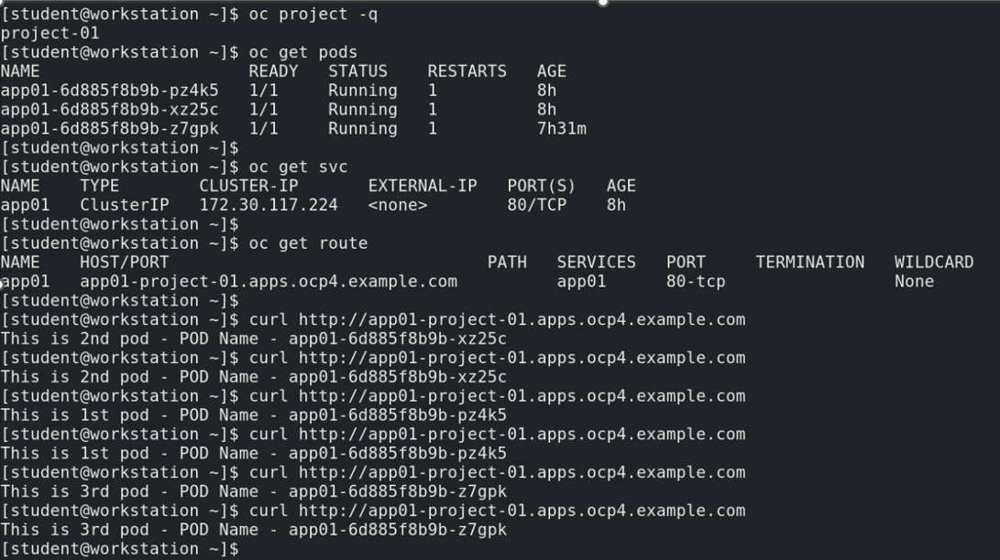 [student@workstation ~]$ oc project -q
project-01
[student@workstation ~]$ oc get pods
NAME                     READY   STATUS    RESTARTS   AGE
app01-6d885f8b9b-pz4k5   1/1     Running   1          8h
app01-6d885f8b9b-xz25c   1/1     Running   1          8h
app01-6d885f8b9b-z7gpk   1/1     Running   1          7h31m
[student@workstation ~]$
[student@workstation ~]$ oc get svc
NAME    TYPE        CLUSTER-IP       EXTERNAL-IP   PORT(S)   AGE
app01   ClusterIP   172.30.117.224   <none>        80/TCP    8h
[student@workstation ~]$
[student@workstation ~]$ oc get route
NAME    HOST/PORT                                PATH   SERVICES   PORT     TERMINATION   WILDCARD
app01   app01-project-01.apps.ocp4.example.com          app01      80-tcp                 None
[student@workstation ~]$
[student@workstation ~]$ curl http://app01-project-01.apps.ocp4.example.com
This is 2nd pod - POD Name - app01-6d885f8b9b-xz25c
[student@workstation ~]$ curl http://app01-project-01.apps.ocp4.example.com
This is 2nd pod - POD Name - app01-6d885f8b9b-xz25c
[student@workstation ~]$ curl http://app01-project-01.apps.ocp4.example.com
This is 1st pod - POD Name - app01-6d885f8b9b-pz4k5
[student@workstation ~]$ curl http://app01-project-01.apps.ocp4.example.com
This is 1st pod - POD Name - app01-6d885f8b9b-pz4k5
[student@workstation ~]$ curl http://app01-project-01.apps.ocp4.example.com
This is 3rd pod - POD Name - app01-6d885f8b9b-z7gpk
[student@workstation ~]$ curl http://app01-project-01.apps.ocp4.example.com
This is 3rd pod - POD Name - app01-6d885f8b9b-z7gpk
[student@workstation ~]$